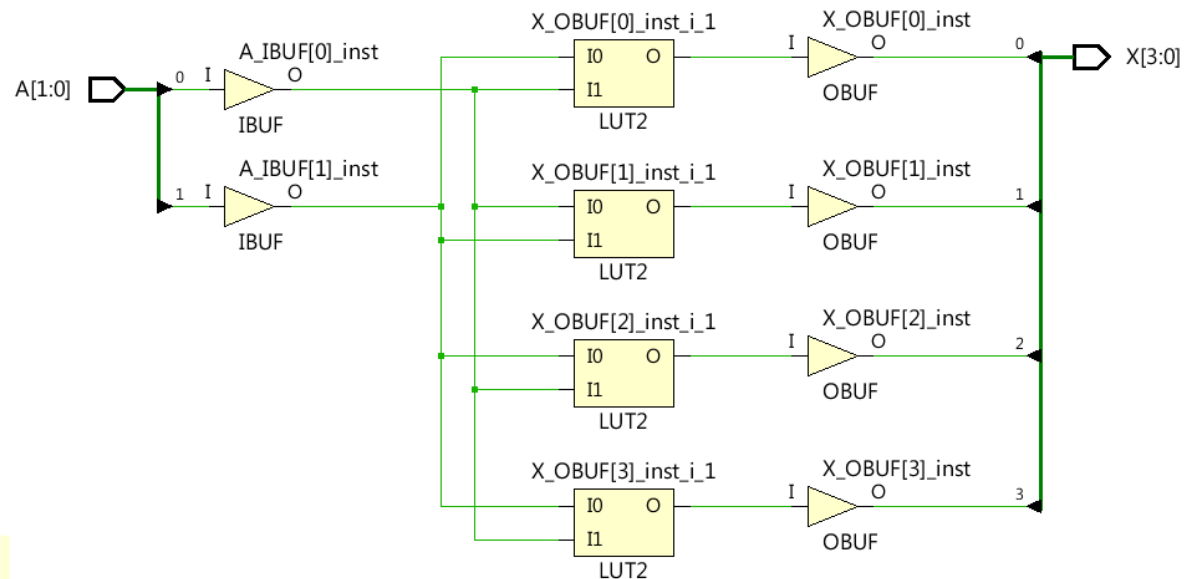 X_OBUF[0]_inst_i_1
X_OBUF[0]_inst
A_IBUF[0]_inst
I0 O
I O
0
X[3:0]
A[1:0]
0 I O
I1
OBUF
IBUF
LUT2
A_IBUF[1]_inst
X_OBUF[1]_inst_i_1
X_OBUF[1]_inst
1 I O
I0 O
I O
1
I1
IBUF
OBUF
LUT2
X_OBUF[2]_inst_i_1
X_OBUF[2]_inst
I0 O
I O
2
I1
OBUF
LUT2
X_OBUF[3]_inst_i_1
X_OBUF[3]_inst
I0 O
I O
3
I1
OBUF
LUT2